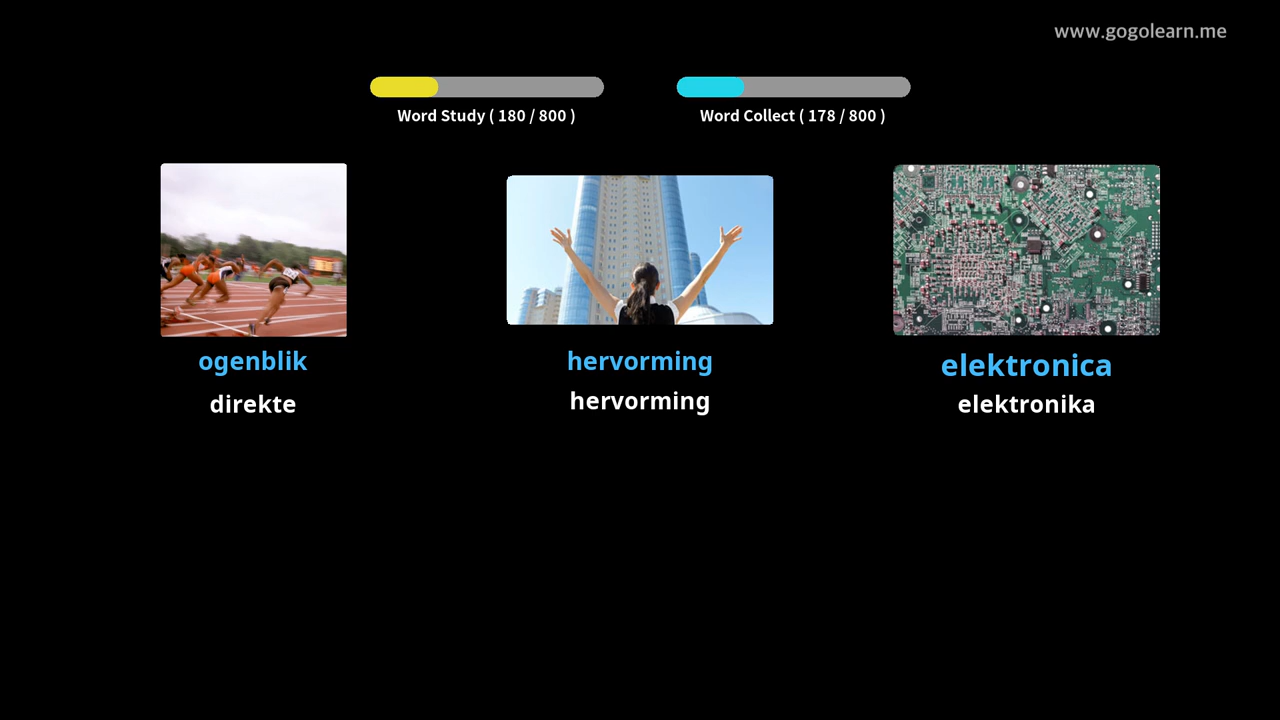 www.gogolearn.me
Word Study ( 180 / 800 )
Word Collect ( 178 / 800 )
ogenblik
direkte
hervorming
hervorming
elektronica
elektronika